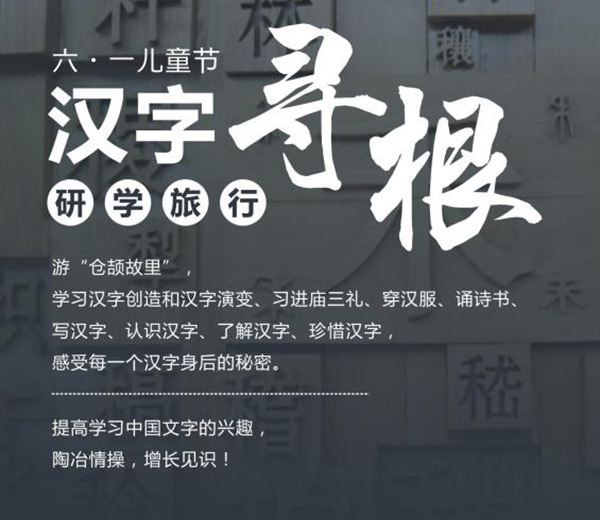 六·一儿童节
汉字寻根
研学旅行
游“仓颉故里”，
学习汉字创造和汉字演变、习进庙三礼、穿汉服、诵诗书、
写汉字、认识汉字、了解汉字、珍惜汉字，
感受每一个汉字身后的秘密。
提高学习中国文字的兴趣，
陶冶情操，增长见识！